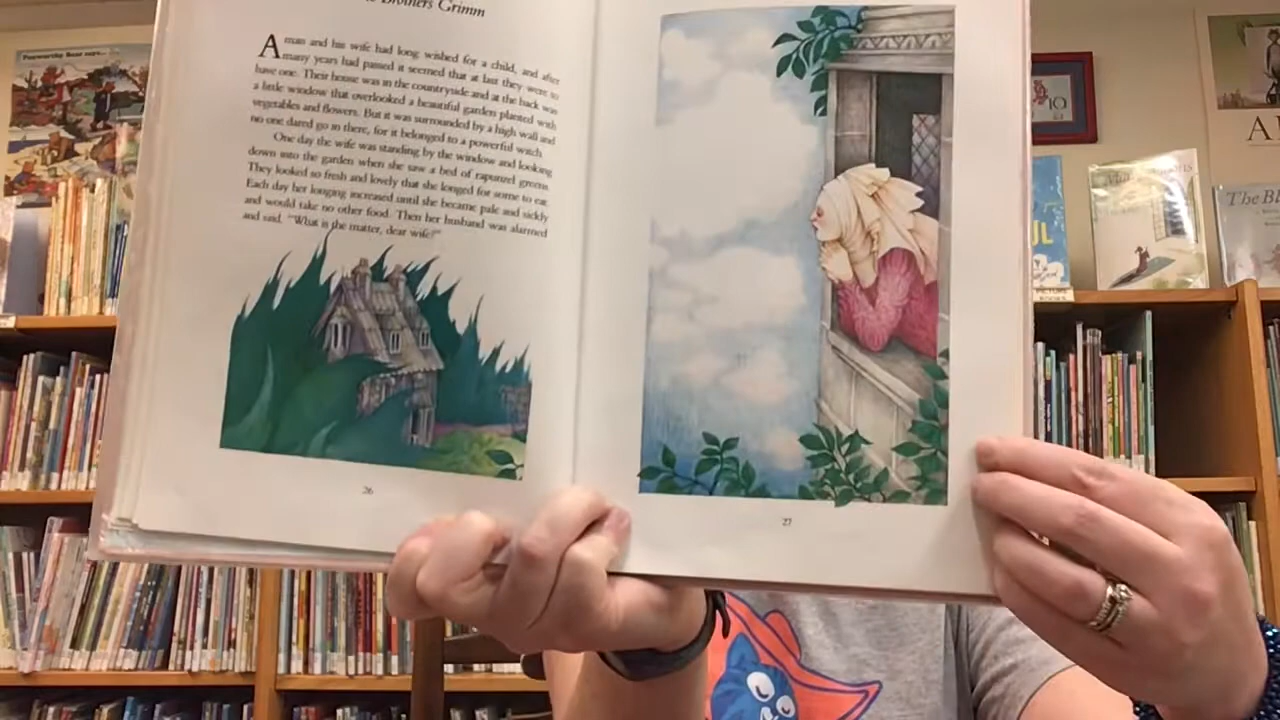 Brothers Grimm
A man and his wife had long wished for a child, and after
many years had passed it seemed that at last they were to
have one. Their house was in the countryside and at the back was
a little window that overlooked a beautiful garden planted with
vegetables and flowers. But it was surrounded by a high wall and
no one dared go in there, for it belonged to a powerful witch.
One day the wife was standing by the window and looking
down into the garden when she saw a bed of rapunzel greens.
They looked so fresh and lovely that she longed for some to eat.
Each day her longing increased until she became pale and sickly
and would take no other food. Then her husband was alarmed
and said, "What is the matter, dear wife?"
26
27
PICTURE
BOOKS